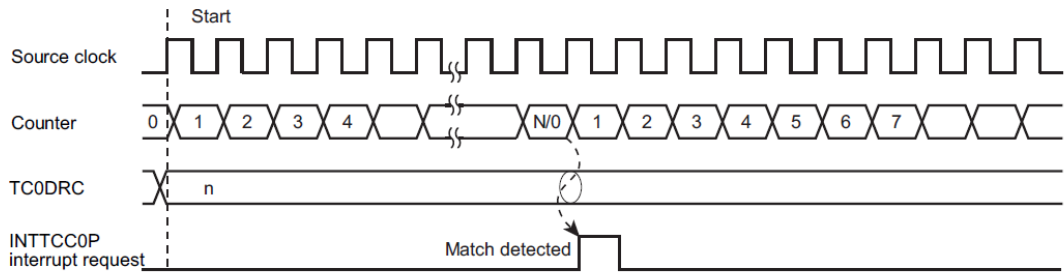 Start
Source clock
Counter 0 1 2 3 4 N/0 1 2 3 4 5 6 7
TC0DRC n
INTTCC0P
interrupt request Match detected